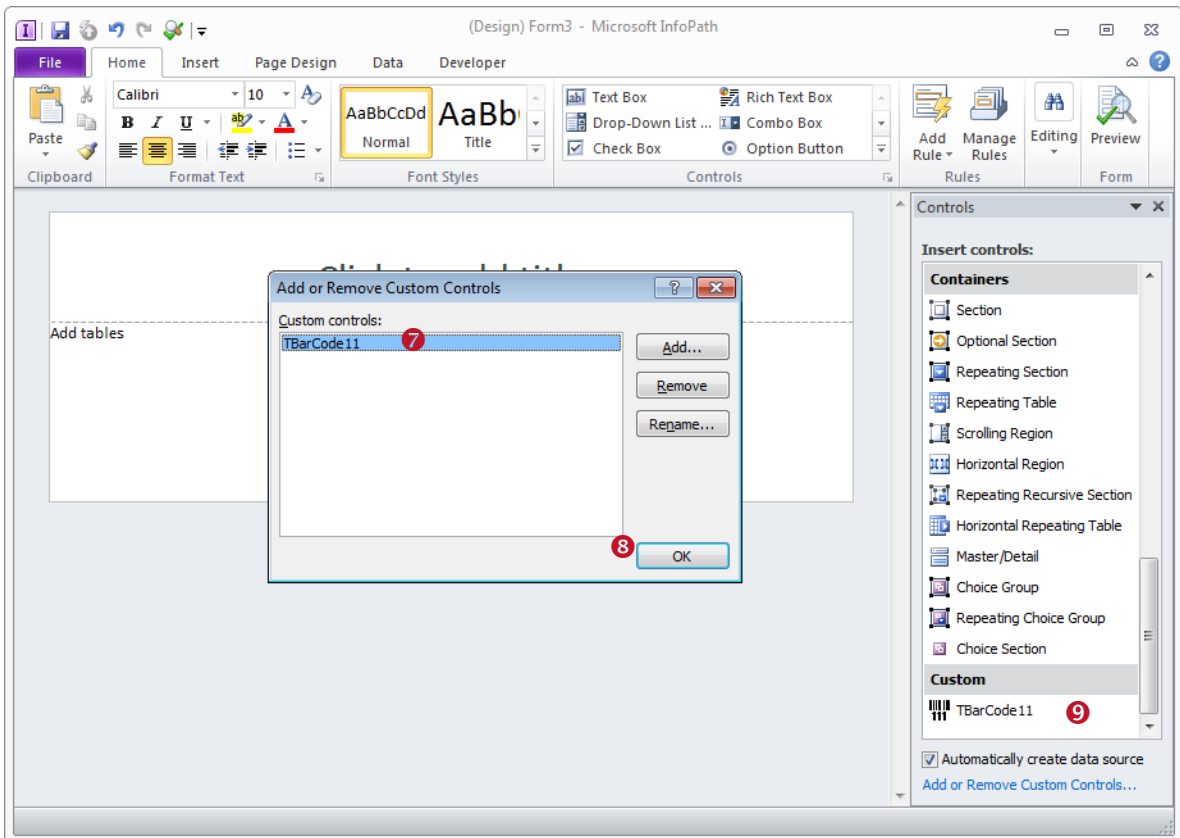 (Design) Form3 - Microsoft InfoPath
File Home Insert Page Design Data Developer
Calibri 10
Paste
B I U ab A
AaBbCcDd AaBb
Normal Title
Text Box Rich Text Box
Drop-Down List ... Combo Box
Check Box Option Button
Add Rule Manage Rules Editing Preview
Clipboard Format Text Font Styles Controls Rules Form
Controls
Insert controls:
Containers
Section
Optional Section
Repeating Section
Repeating Table
Scrolling Region
Horizontal Region
Repeating Recursive Section
Horizontal Repeating Table
Master/Detail
Choice Group
Repeating Choice Group
Choice Section
Custom
TBarCode11 9
Automatically create data source
Add or Remove Custom Controls...
Add tables
Add or Remove Custom Controls
Custom controls:
TBarCode11 7
Add...
Remove
Rename...
8 OK